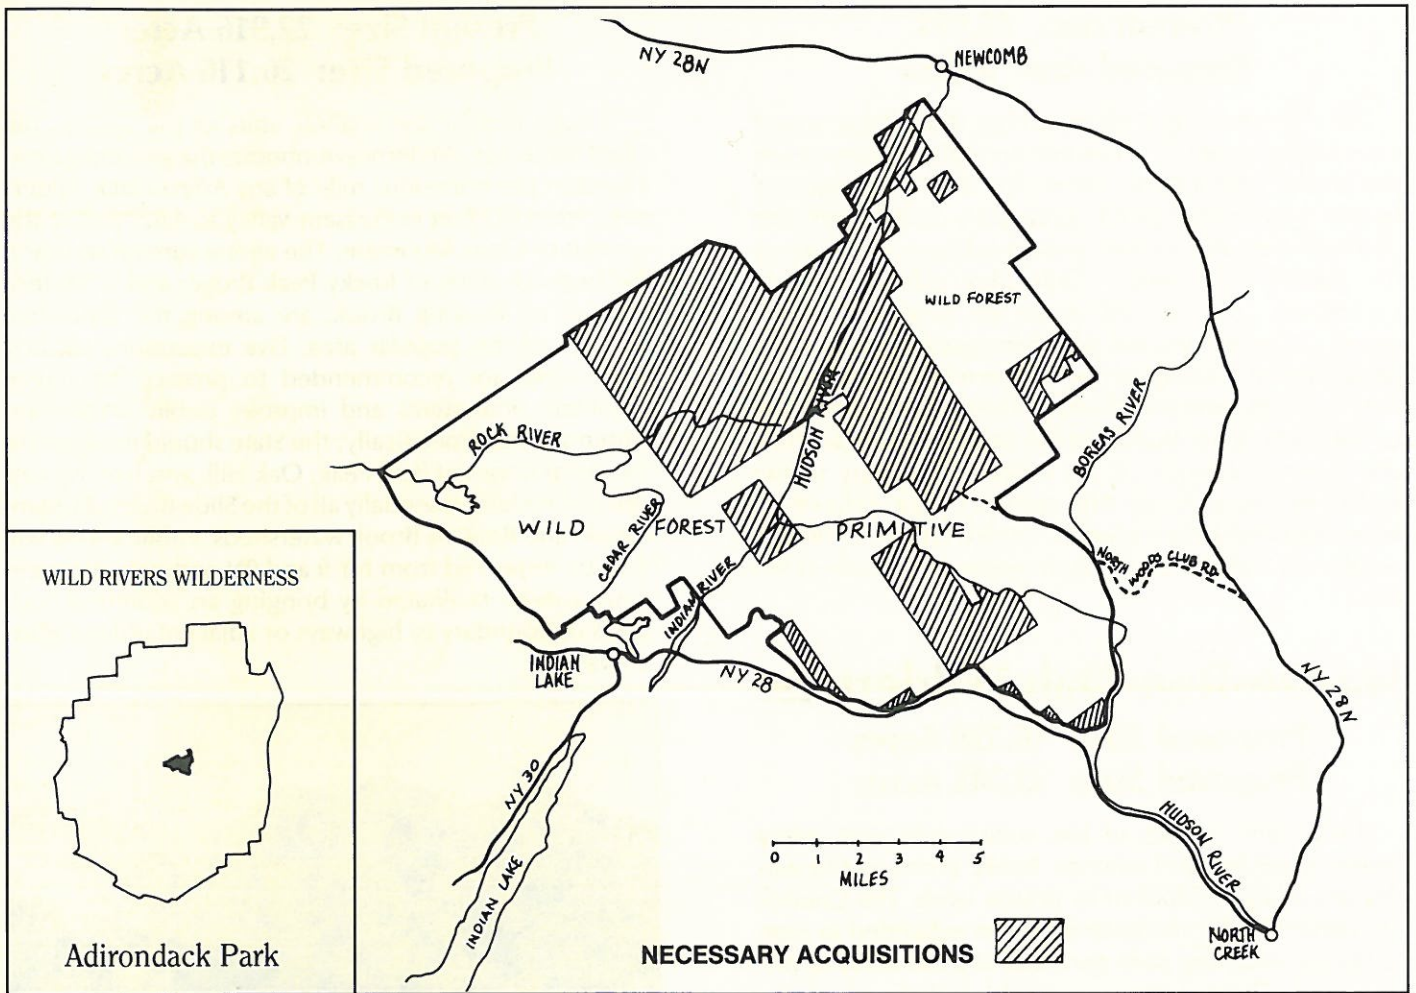 NY 28N
NEWCOMB
WILD FOREST
BOREAS RIVER
ROCK RIVER
HUDSON RIVER
WILD FOREST PRIMITIVE
CEDAR RIVER
INDIAN RIVER
NORTH WOODS CLUB RD.
INDIAN LAKE
NY 28
NY 28N
NY 30
INDIAN LAKE
HUDSON RIVER
NORTH CREEK
0 1 2 3 4 5
MILES
NECESSARY ACQUISITIONS
WILD RIVERS WILDERNESS
Adirondack Park